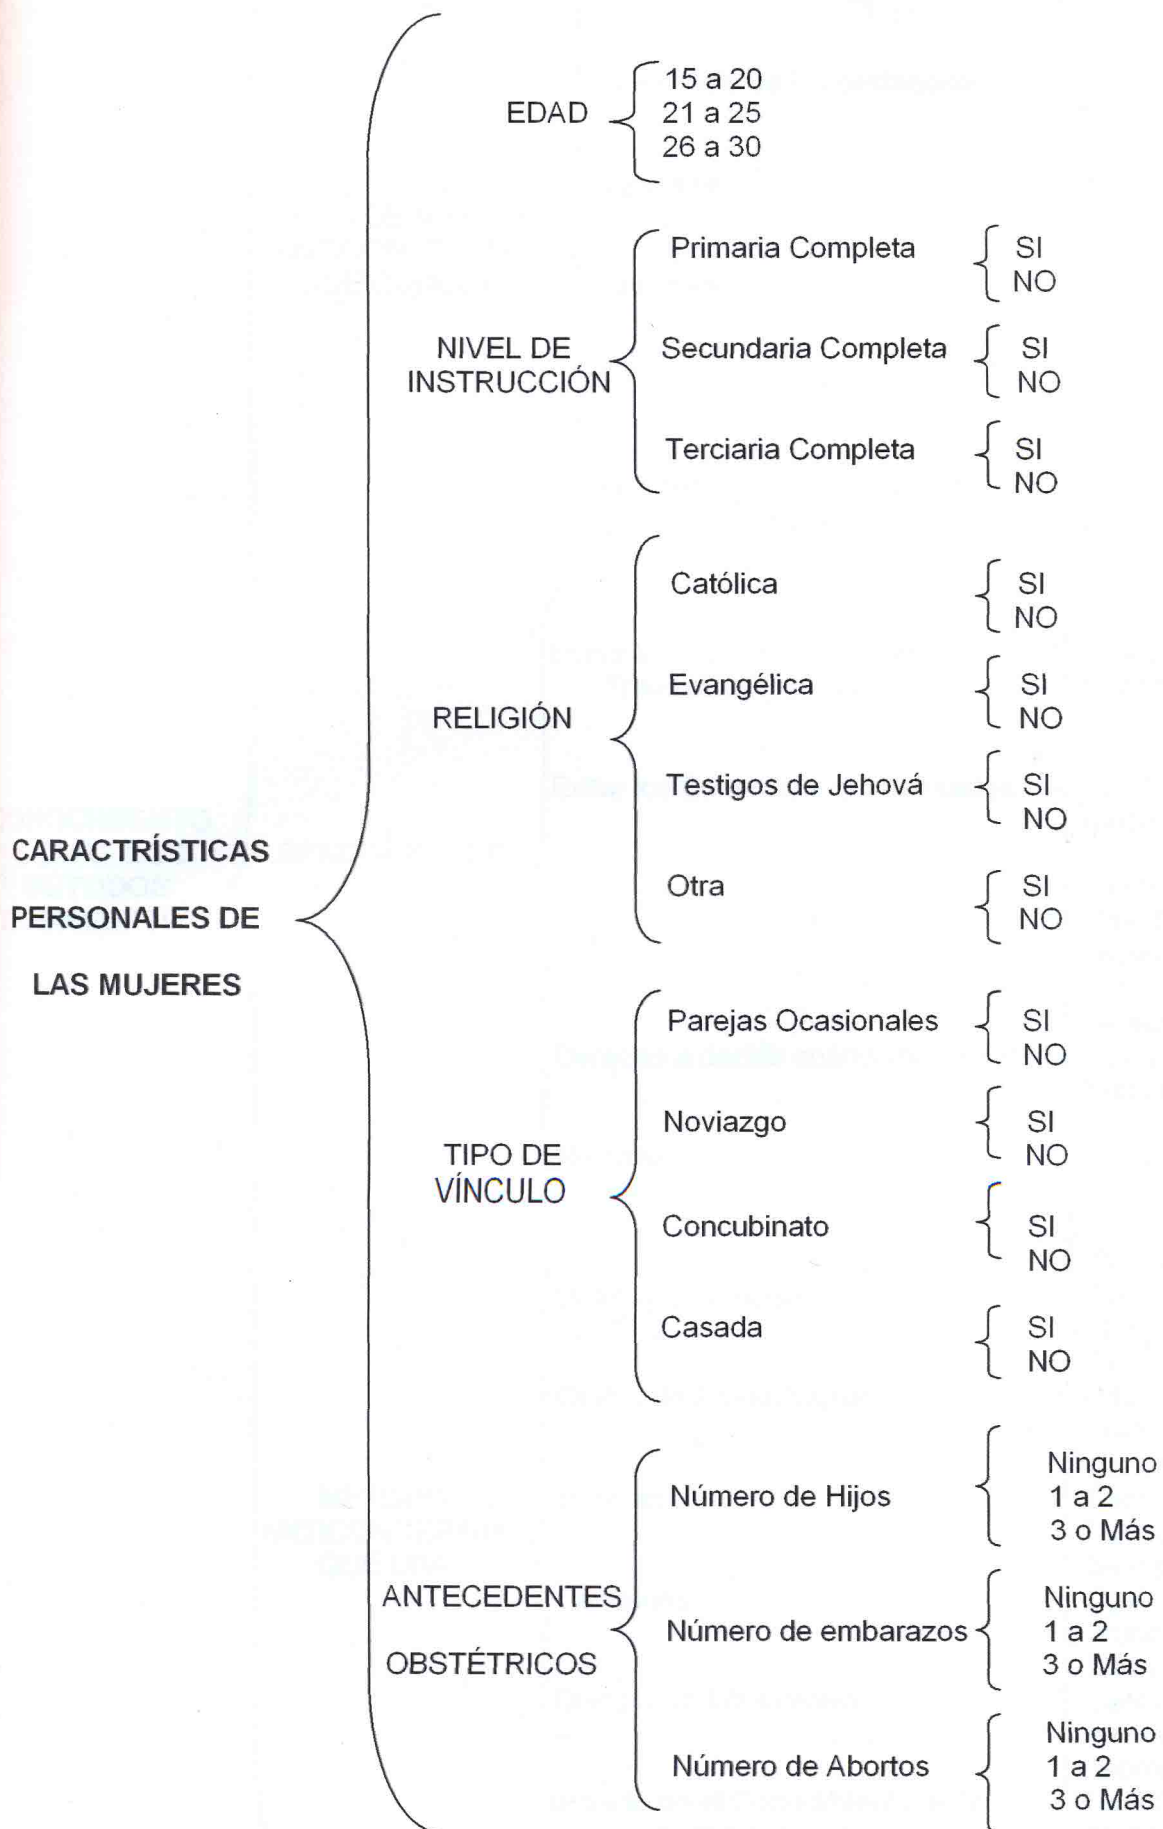 EDAD
15 a 20
21 a 25
26 a 30
NIVEL DE
INSTRUCCIÓN
Primaria Completa
SI
NO
Secundaria Completa
SI
NO
Terciaria Completa
SI
NO
RELIGIÓN
Católica
SI
NO
Evangélica
SI
NO
Testigos de Jehová
SI
NO
Otra
SI
NO
CARACTRÍSTICAS
PERSONALES DE
LAS MUJERES
TIPO DE
VÍNCULO
Parejas Ocasionales
SI
NO
Noviazgo
SI
NO
Concubinato
SI
NO
Casada
SI
NO
ANTECEDENTES
OBSTÉTRICOS
Número de Hijos
Ninguno
1 a 2
3 o Más
Número de embarazos
Ninguno
1 a 2
3 o Más
Número de Abortos
Ninguno
1 a 2
3 o Más